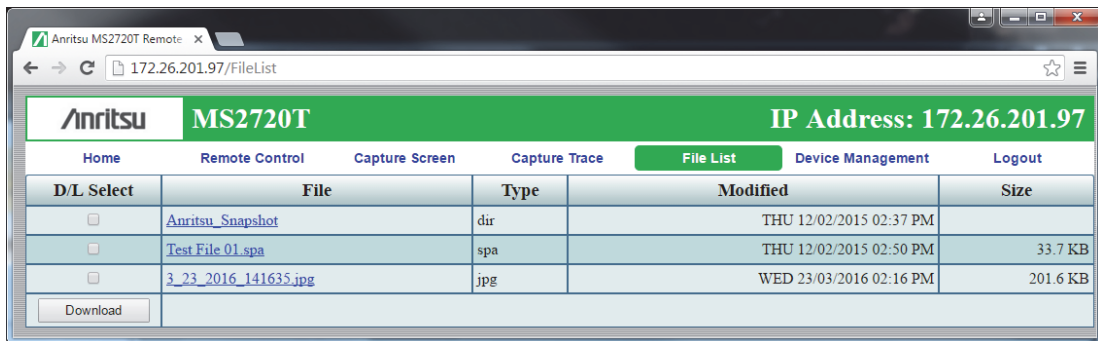 Anritsu MS2720T Remote
172.26.201.97/FileList
Anritsu MS2720T IP Address: 172.26.201.97
Home Remote Control Capture Screen Capture Trace File List Device Management Logout
D/L Select File Type Modified Size
Anritsu_Snapshot dir THU 12/02/2015 02:37 PM
Test File 01.spa spa THU 12/02/2015 02:50 PM 33.7 KB
3_23_2016_141635.jpg jpg WED 23/03/2016 02:16 PM 201.6 KB
Download